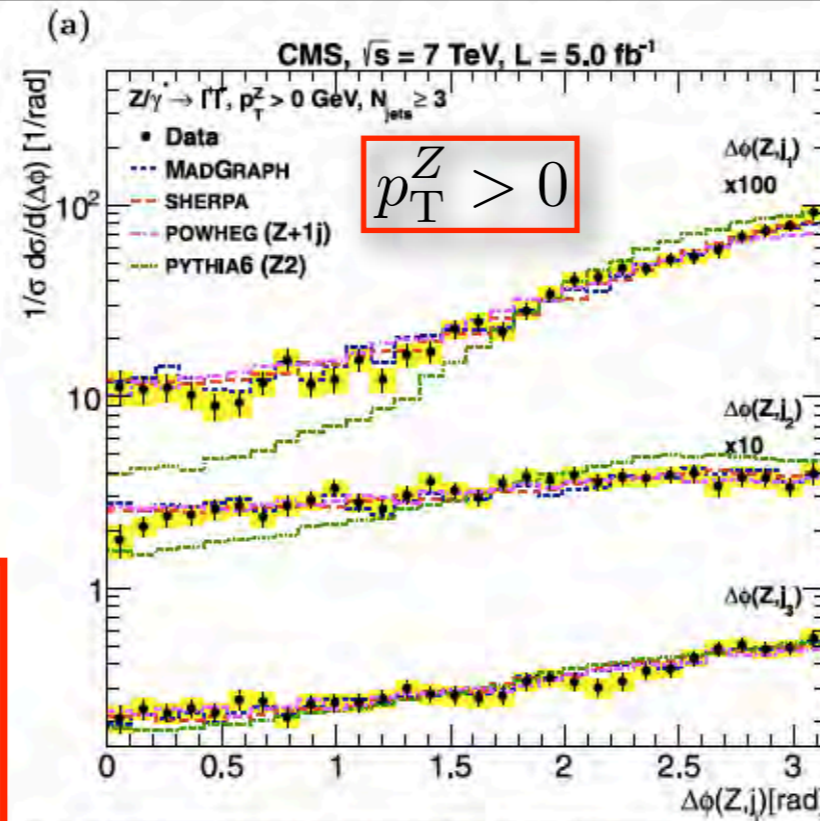 (a)
CMS, √s = 7 TeV, L = 5.0 fb⁻¹
Z/γ* → l⁺l⁻, p_T^Z > 0 GeV, N_jets ≥ 3
Data
MADGRAPH
SHERPA
POWHEG (Z+1j)
PYTHIA6 (Z2)
p_T^Z > 0
Δϕ(Z,j₁)
x100
Δϕ(Z,j₂)
x10
Δϕ(Z,j₃)
1/σ dσ/d(Δϕ) [1/rad]
10²
10
1
0 0.5 1 1.5 2 2.5 3
Δϕ(Z,j_i)[rad